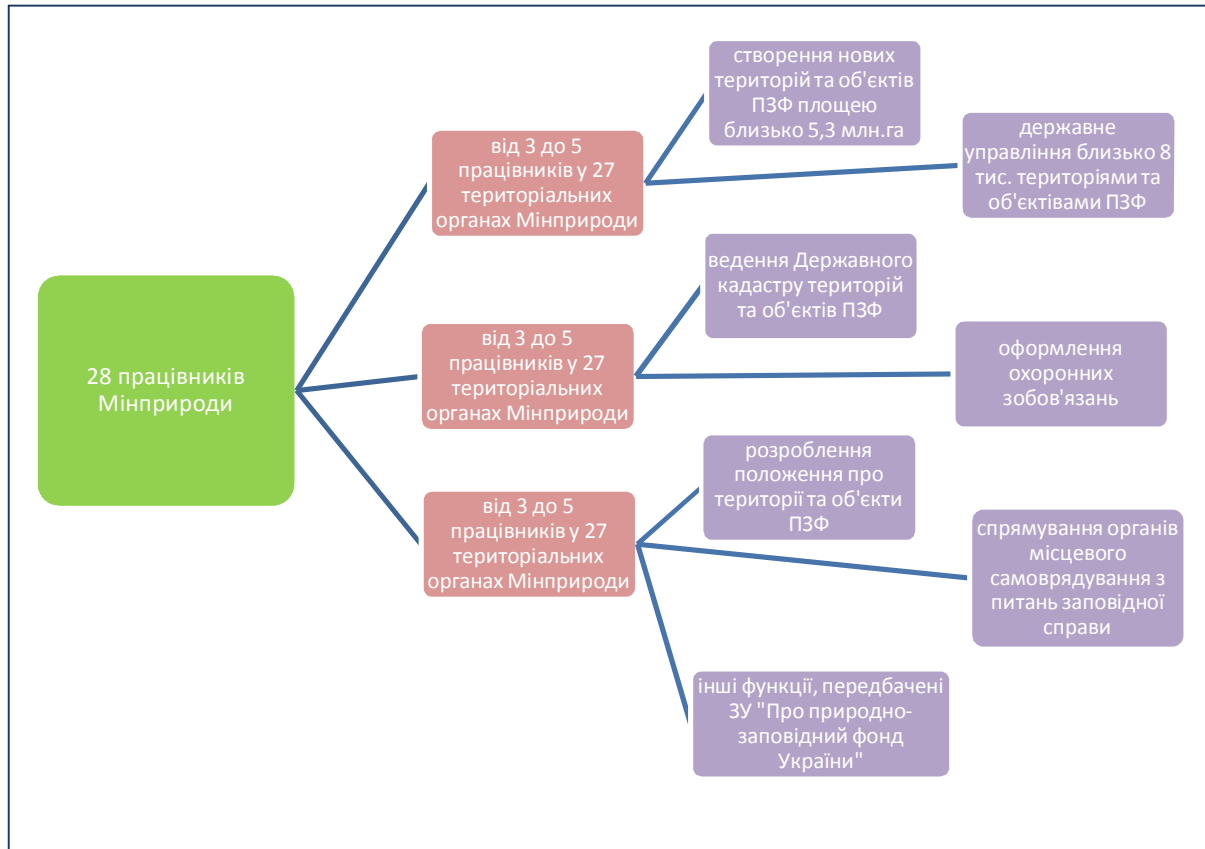 28 працівників
Мінприроди
від 3 до 5
працівників у 27
територіальних
органах Мінприроди
створення нових
територій та об'єктів
ПЗФ площею
близько 5,3 млн.га
державне
управління близько 8
тис. територіями та
об'єктівами ПЗФ
від 3 до 5
працівників у 27
територіальних
органах Мінприроди
ведення Державного
кадастру територій
та об'єктів ПЗФ
оформлення
охоронних
зобов'язань
від 3 до 5
працівників у 27
територіальних
органах Мінприроди
розроблення
положення про
території та об'єкти
ПЗФ
спрямування органів
місцевого
самоврядування з
питань заповідної
справи
інші функції, передбачені
ЗУ "Про природно-
заповідний фонд
України"